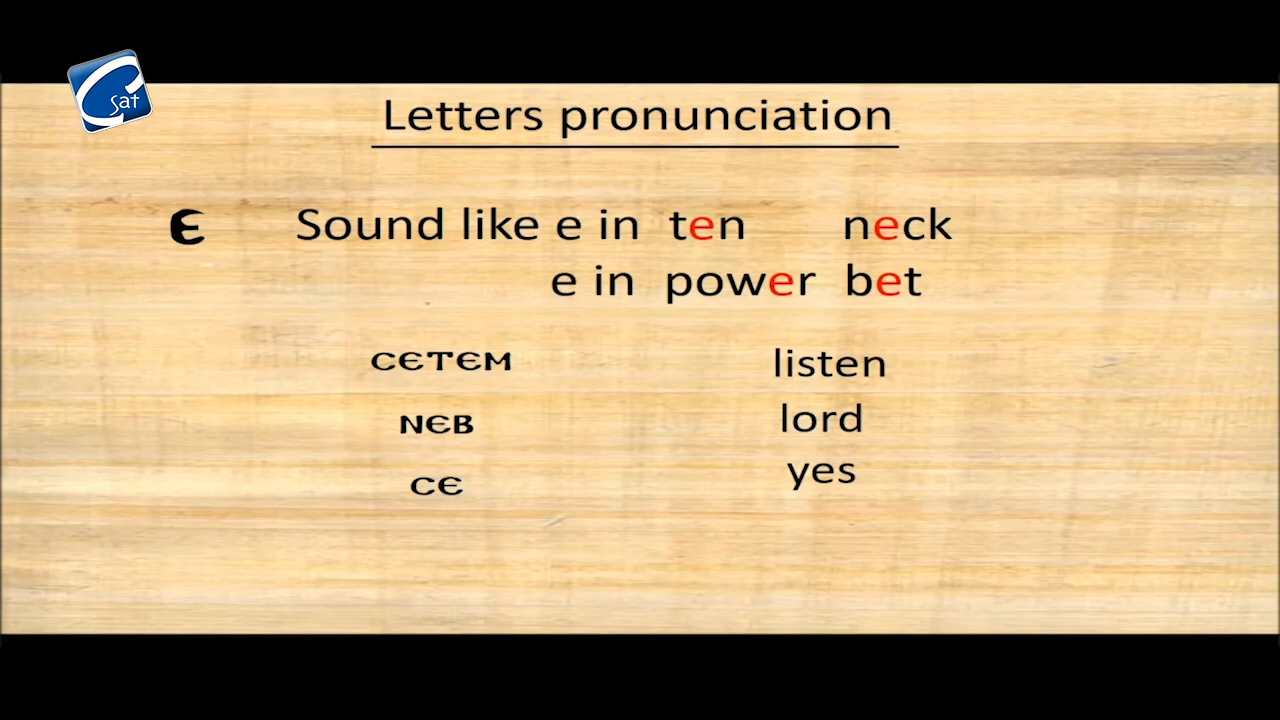 Sat
Letters pronunciation
ⲉ Sound like e in ten neck
e in power bet
ⲥⲉⲧⲉⲙ listen
ⲛⲉⲃ lord
ⲥⲉ yes